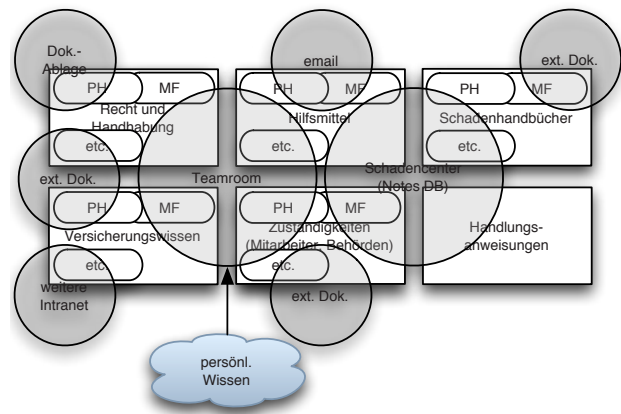 Dok.-
Ablage
email
ext. Dok.
PH
MF
PH
MF
PH
MF
Recht und
Handhabung
Hilfsmittel
Schadenhandbücher
etc.
etc.
etc.
ext. Dok.
Teamroom
Schadencenter
(Notes DB)
PH
MF
PH
MF
Versicherungswissen
Zuständigkeiten
(Mitarbeiter, Behörden)
Handlungs-
anweisungen
etc.
etc.
weitere
Intranet
ext. Dok.
persönl.
Wissen